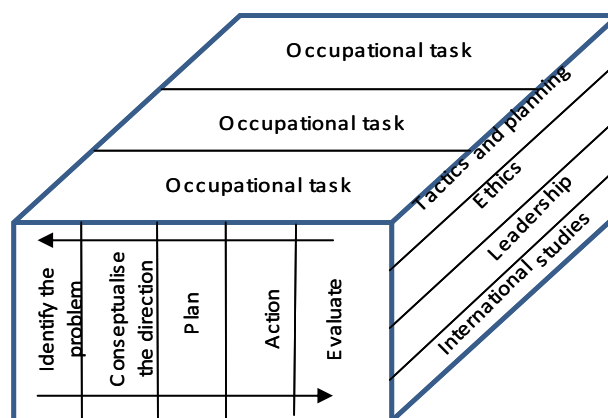 Occupational task
Occupational task
Occupational task
Tactics and planning
Ethics
Leadership
International studies
Identify the
problem
Conseptualise
the direction
Plan
Action
Evaluate